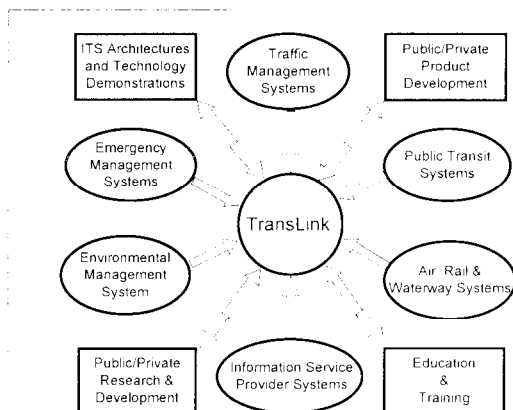 ITS Architectures
and Technology
Demonstrations
Traffic
Management
Systems
Public/Private
Product
Development
Emergency
Management
Systems
Public Transit
Systems
TransLink
Environmental
Management
System
Air Rail &
Waterway Systems
Public/Private
Research &
Development
Information Service
Provider Systems
Education
&
Training